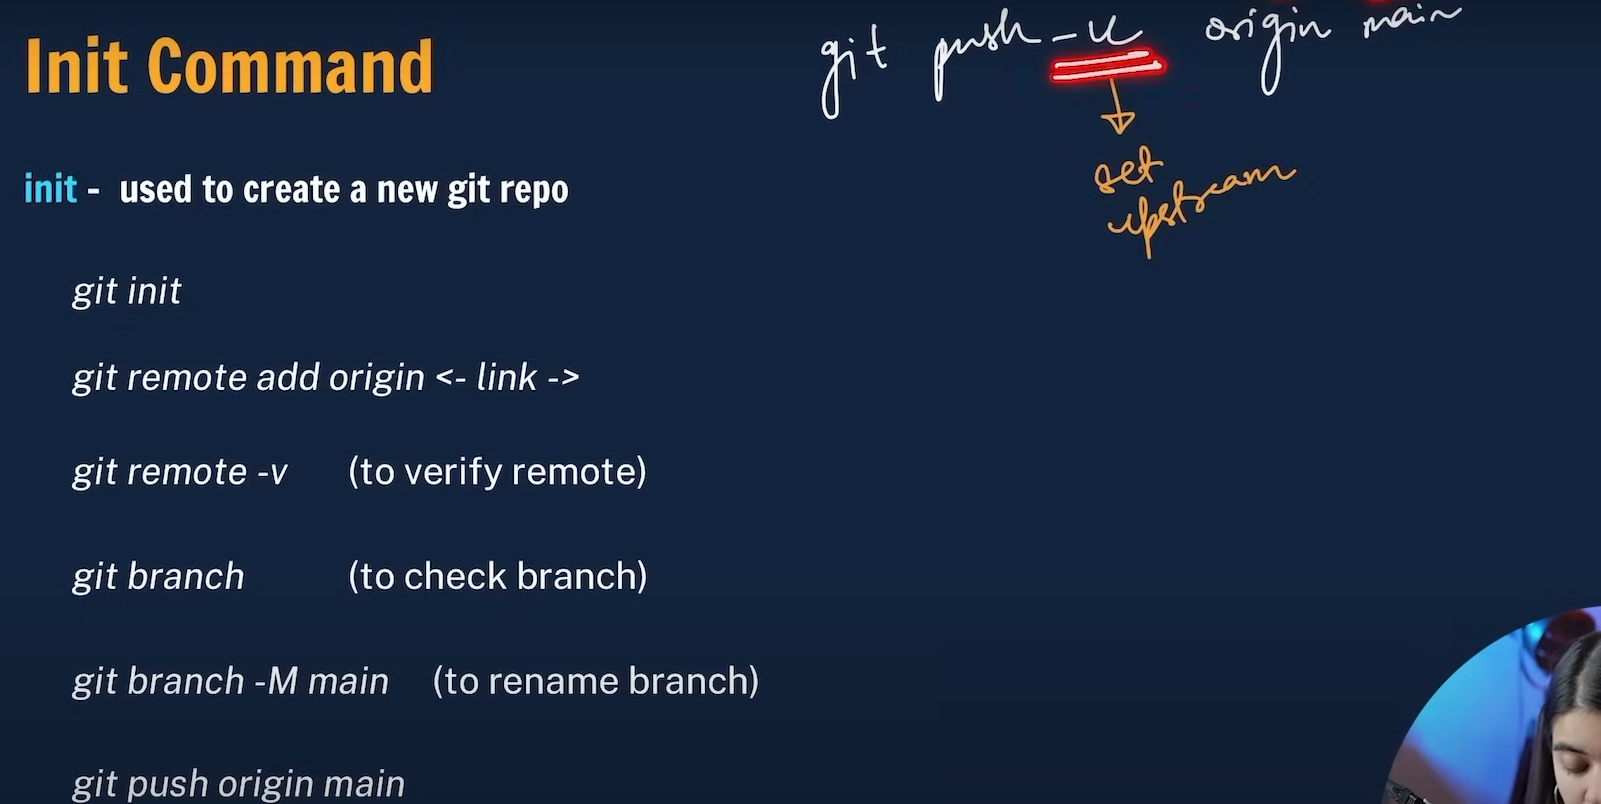 Init Command
git push -u origin main
set
upstream
init - used to create a new git repo
git init
git remote add origin <- link ->
git remote -v (to verify remote)
git branch (to check branch)
git branch -M main (to rename branch)
git push origin main